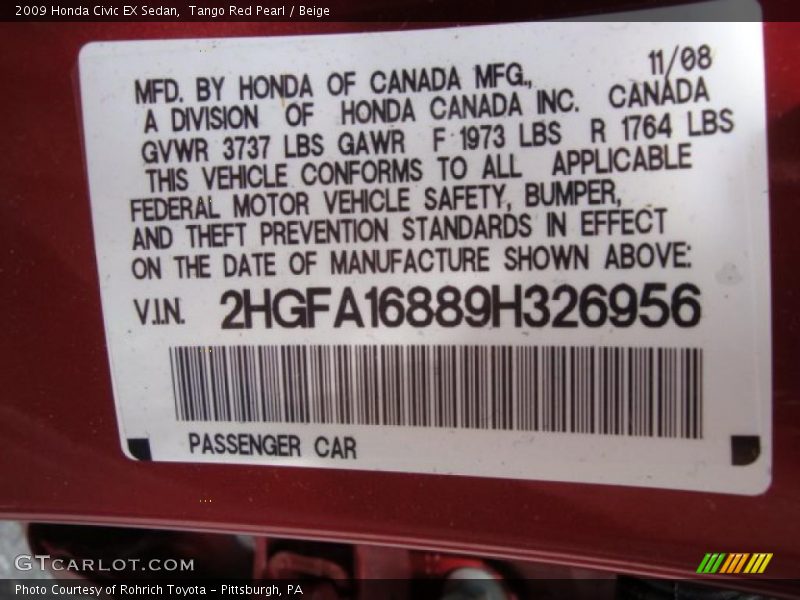 2009 Honda Civic EX Sedan, Tango Red Pearl / Beige
11/08
MFD. BY HONDA OF CANADA MFG.,
A DIVISION OF HONDA CANADA INC. CANADA
GVWR 3737 LBS GAWR F 1973 LBS R 1764 LBS
THIS VEHICLE CONFORMS TO ALL APPLICABLE
FEDERAL MOTOR VEHICLE SAFETY, BUMPER,
AND THEFT PREVENTION STANDARDS IN EFFECT
ON THE DATE OF MANUFACTURE SHOWN ABOVE:
V.I.N. 2HGFA16889H326956
PASSENGER CAR
GTCARLOT.COM
Photo Courtesy of Rohrich Toyota - Pittsburgh, PA